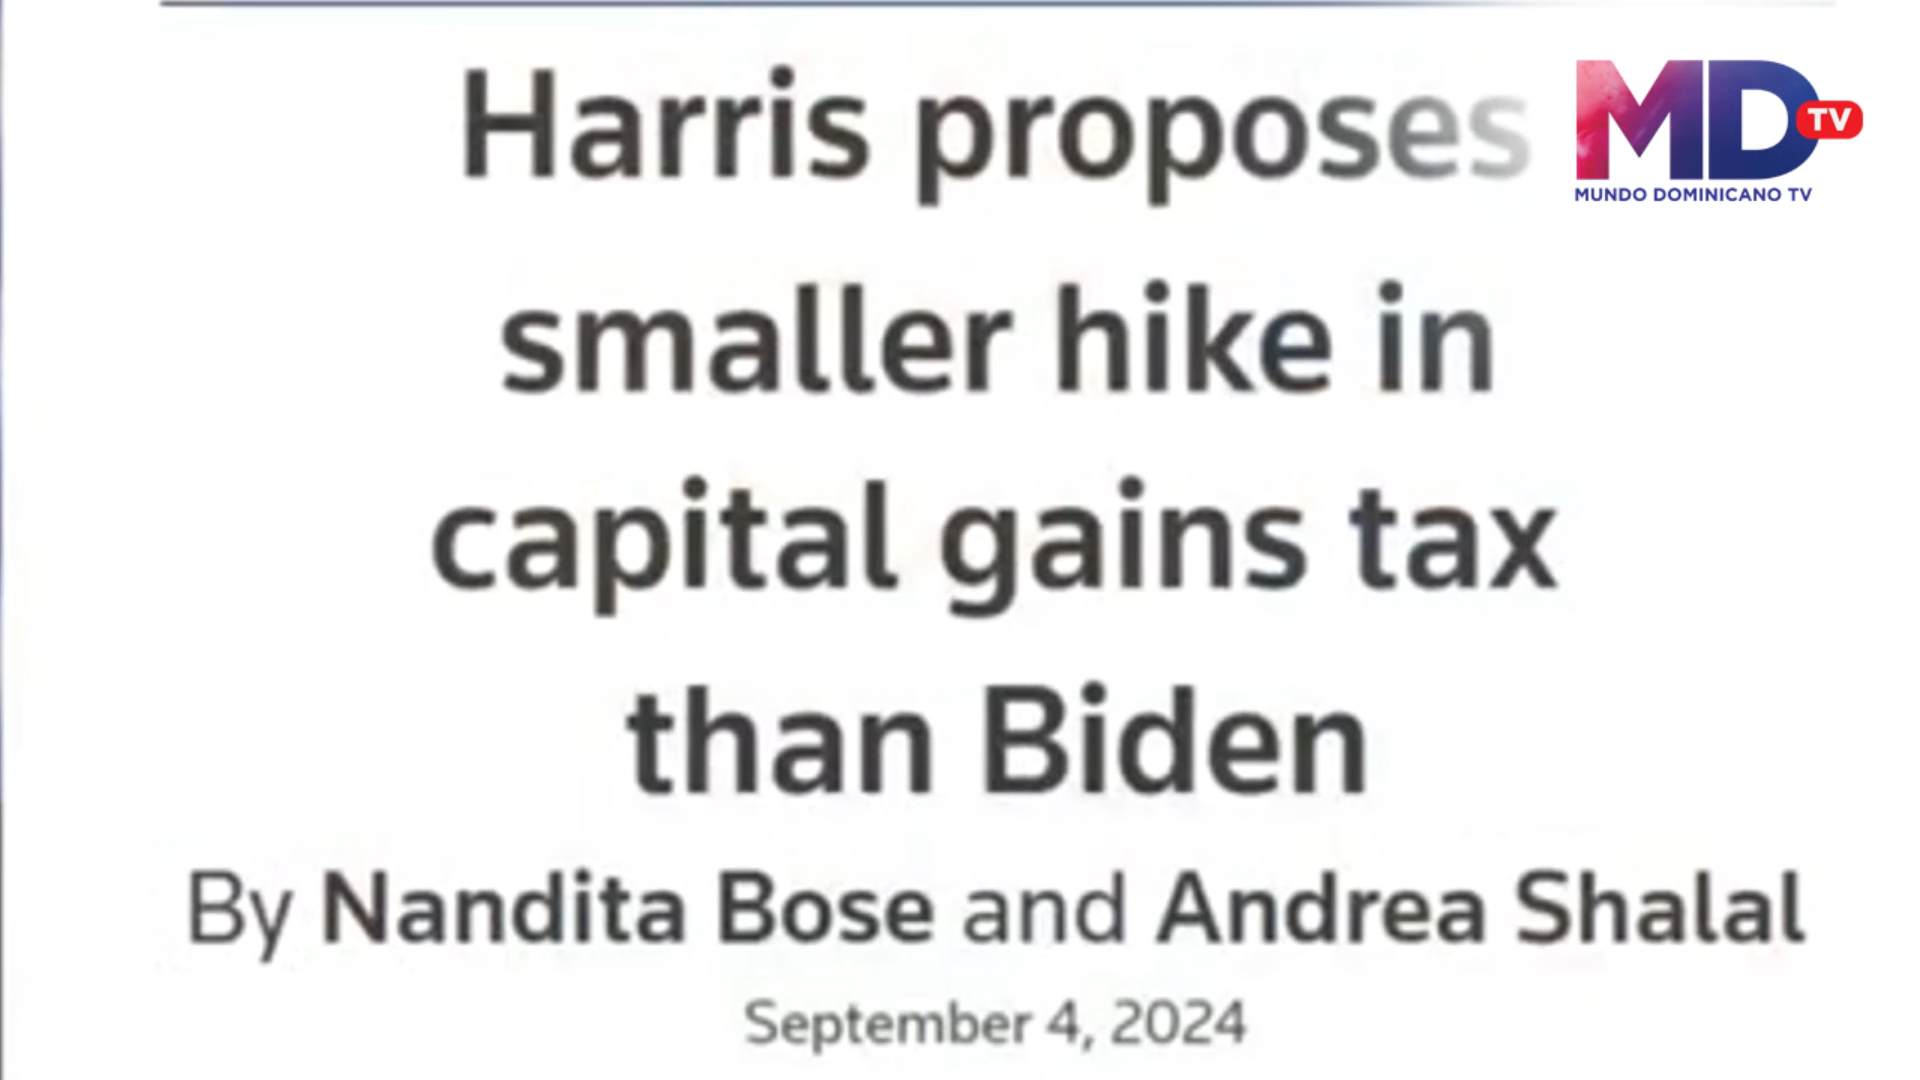 Harris proposes
smaller hike in
capital gains tax
than Biden
By Nandita Bose and Andrea Shalal
September 4, 2024
MD TV
MUNDO DOMINICANO TV